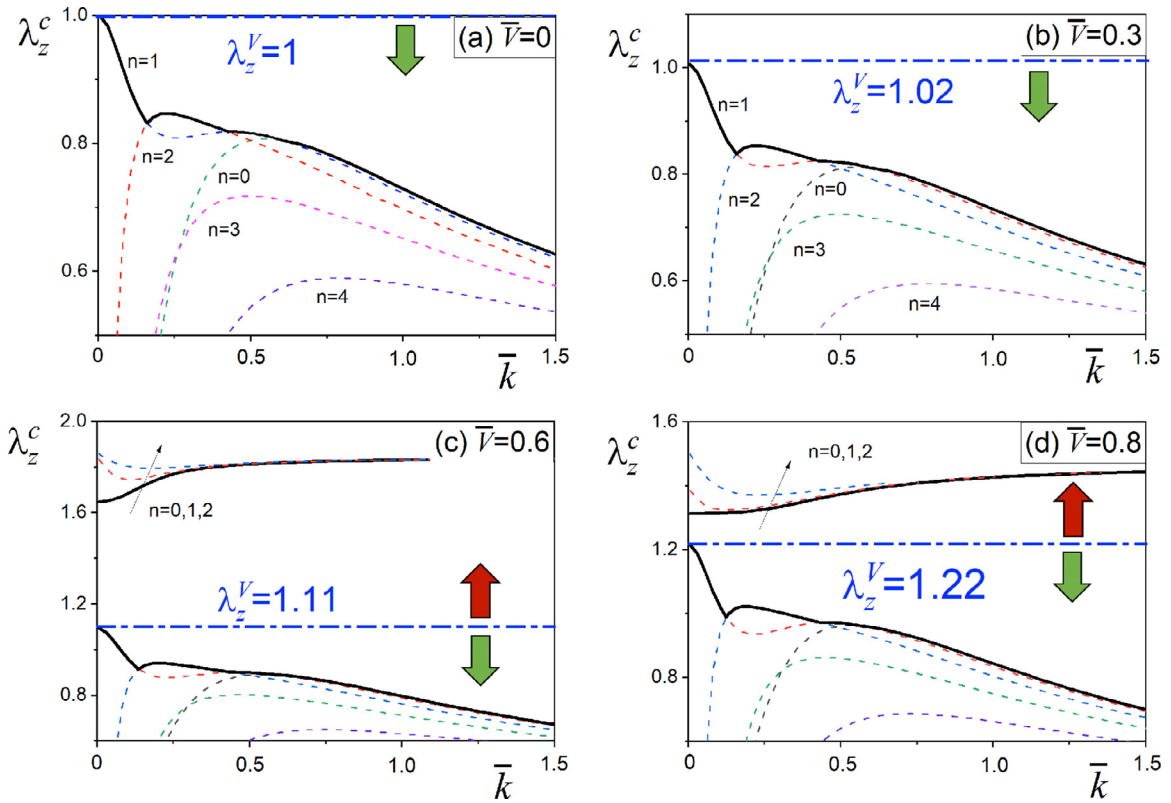 λ_z^c
(a) V̅=0
λ_z^V=1
n=1
n=2
n=0
n=3
n=4
1.0
0.8
0.6
0
0.5
1.0
1.5
k̅
λ_z^c
(b) V̅=0.3
λ_z^V=1.02
n=1
n=2
n=0
n=3
n=4
1.0
0.8
0.6
0
0.5
1.0
1.5
k̅
λ_z^c
(c) V̅=0.6
n=0,1,2
λ_z^V=1.11
2.0
1.6
1.2
0.8
0
0.5
1.0
1.5
k̅
λ_z^c
(d) V̅=0.8
n=0,1,2
λ_z^V=1.22
1.6
1.2
0.8
0
0.5
1.0
1.5
k̅